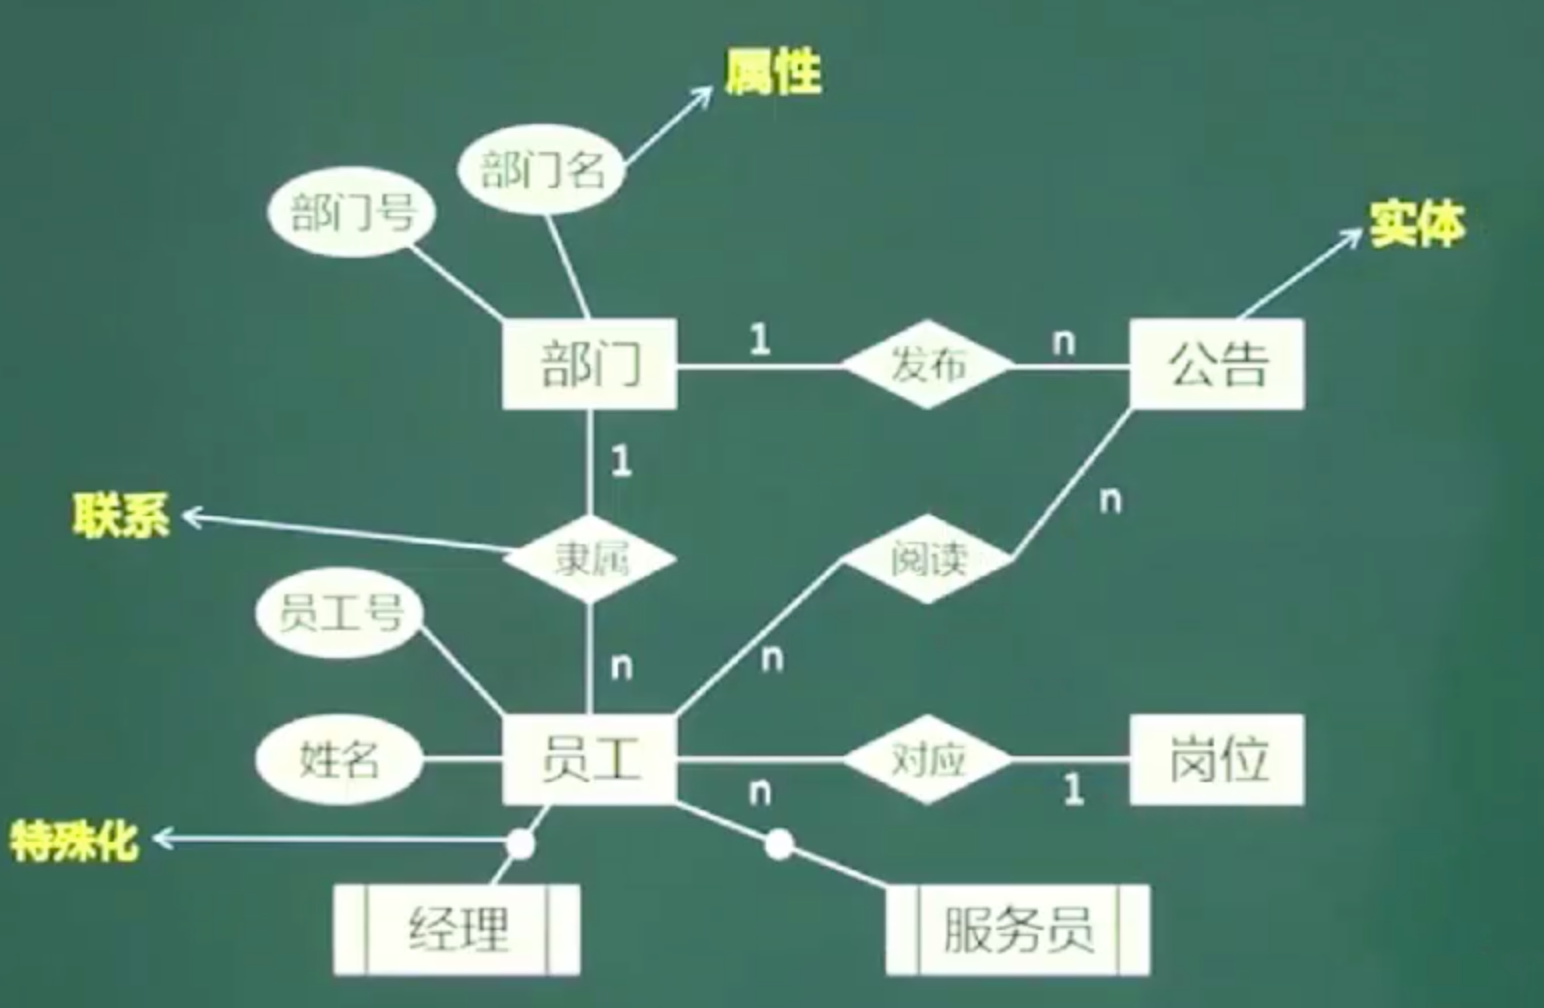 属性
部门名
部门号
实体
部门
1
发布
n
公告
1
n
联系
隶属
阅读
员工号
n
n
姓名
员工
n
对应
1
岗位
特殊化
经理
服务员